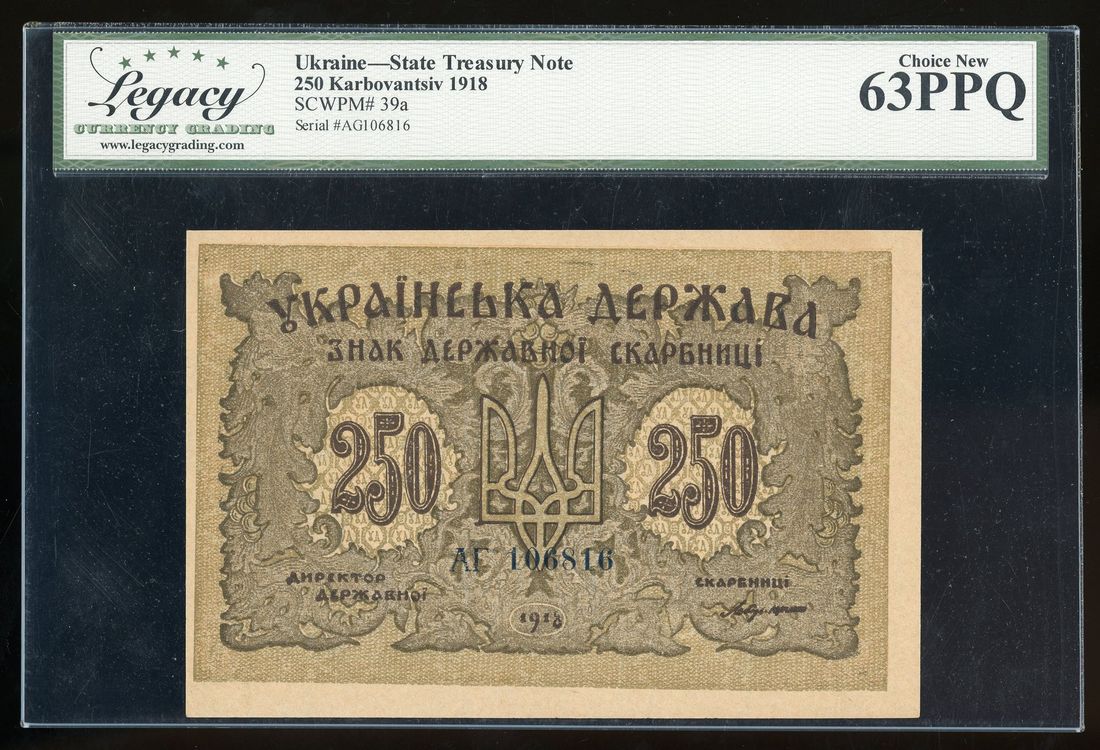 Legacy
CURRENCY GRADING
www.legacygrading.com
Ukraine—State Treasury Note
250 Karbovantsiv 1918
SCWPM# 39a
Serial #AG106816
Choice New
63PPQ
УКРАЇНСЬКА ДЕРЖАВА
ЗНАК ДЕРЖАВНОЇ СКАРБНИЦІ
250 250
АГ 106816
ДИРЕКТОР ДЕРЖАВНОЇ
СКАРБНИЦІ
1918